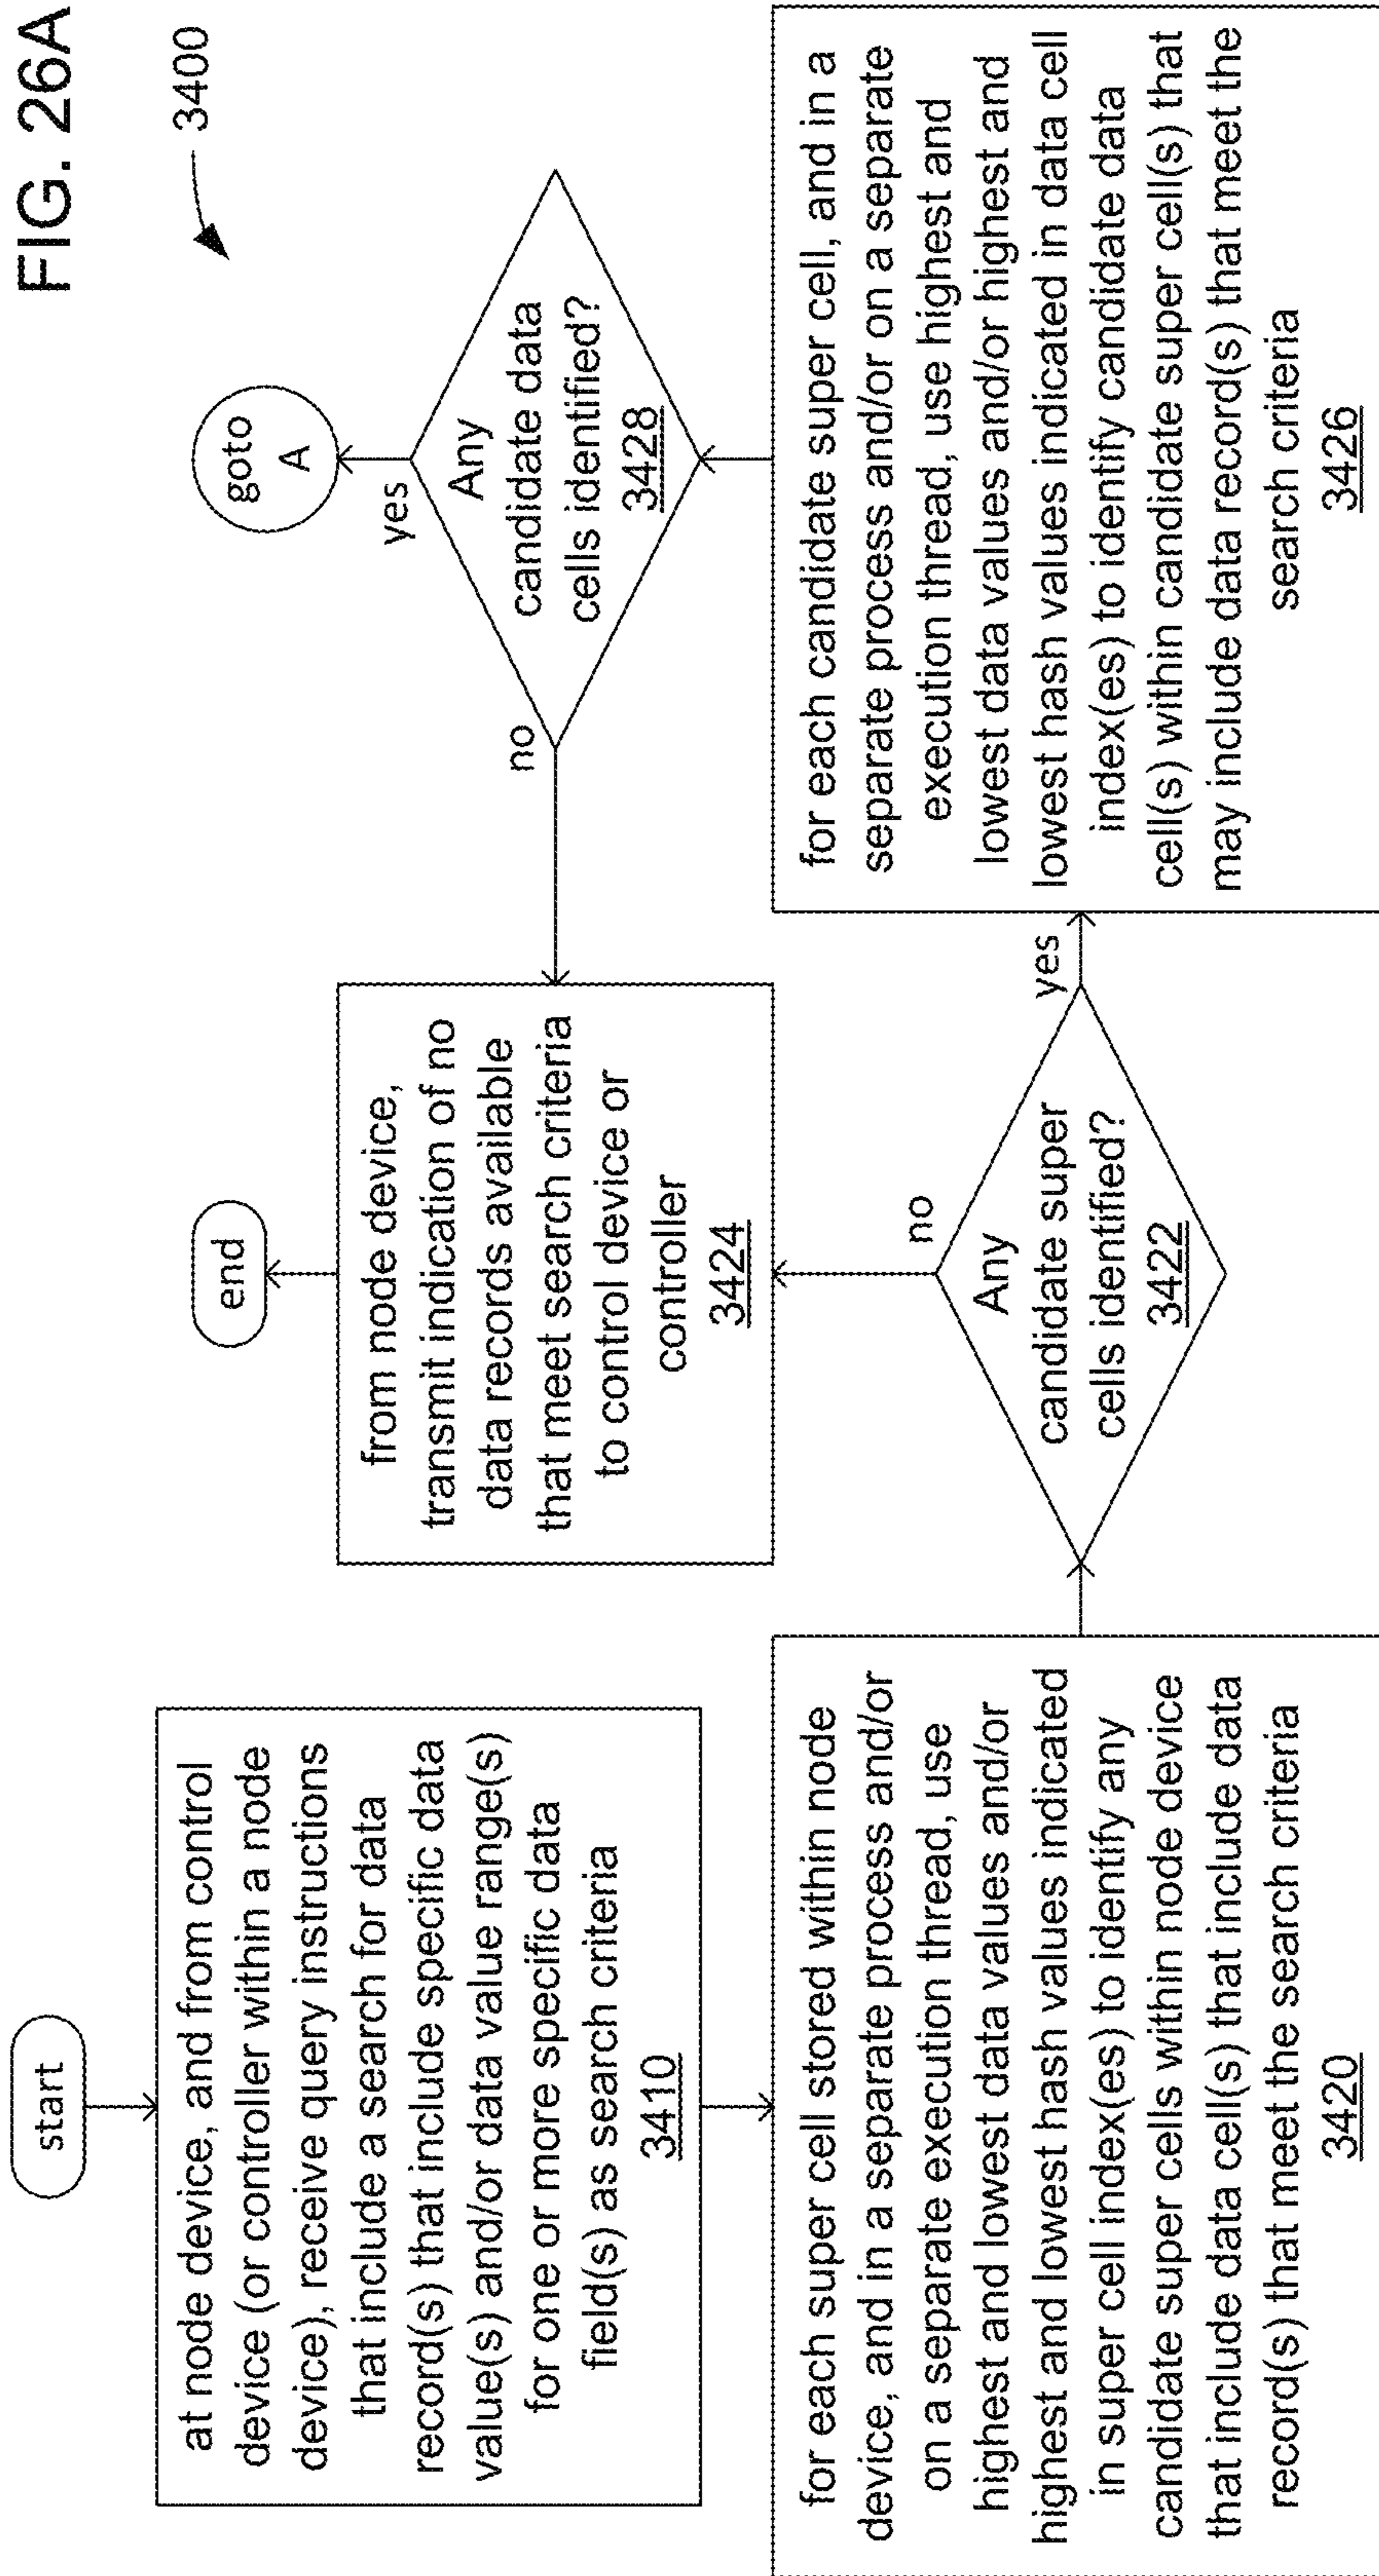 FIG. 26A
3400
start
at node device, and from control
device (or controller within a node
device), receive query instructions
that include a search for data
record(s) that include specific data
value(s) and/or data value range(s)
for one or more specific data
field(s) as search criteria
3410
for each super cell stored within node
device, and in a separate process and/or
on a separate execution thread, use
highest and lowest data values and/or
highest and lowest hash values indicated
in super cell index(es) to identify any
candidate super cells within node device
that include data cell(s) that include data
record(s) that meet the search criteria
3420
Any
candidate super
cells identified?
3422
no
yes
from node device,
transmit indication of no
data records available
that meet search criteria
to control device or
controller
3424
end
for each candidate super cell, and in a
separate process and/or on a separate
execution thread, use highest and
lowest data values and/or highest and
lowest hash values indicated in data cell
index(es) to identify candidate data
cell(s) within candidate super cell(s) that
may include data record(s) that meet the
search criteria
3426
Any
candidate data
cells identified?
3428
no
yes
goto
A